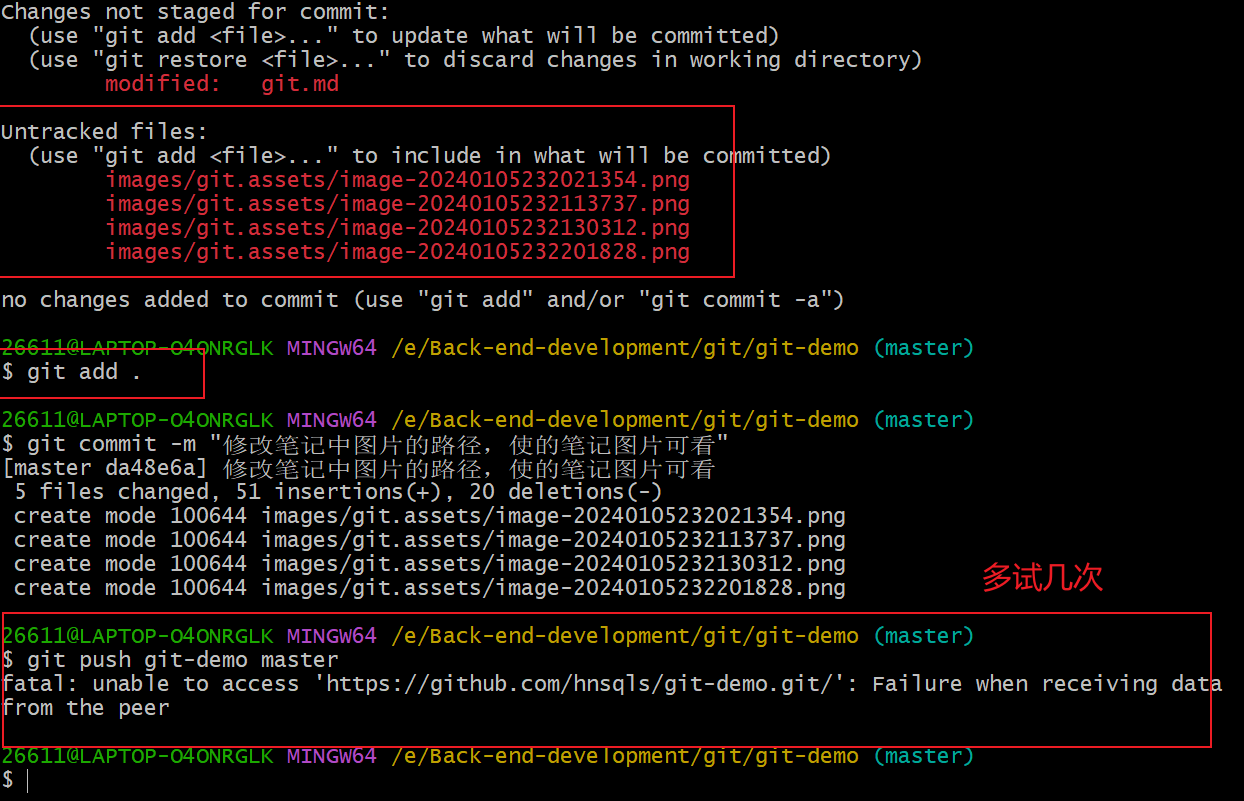 Changes not staged for commit:
(use "git add <file>..." to update what will be committed)
(use "git restore <file>..." to discard changes in working directory)
modified: git.md
Untracked files:
(use "git add <file>..." to include in what will be committed)
images/git.assets/image-20240105232021354.png
images/git.assets/image-20240105232113737.png
images/git.assets/image-20240105232130312.png
images/git.assets/image-20240105232201828.png
no changes added to commit (use "git add" and/or "git commit -a")
26611@LAPTOP-O4ONRGLK MINGW64 /e/Back-end-development/git/git-demo (master)
$ git add .
26611@LAPTOP-O4ONRGLK MINGW64 /e/Back-end-development/git/git-demo (master)
$ git commit -m "修改笔记中图片的路径，使的笔记图片可看"
[master da48e6a] 修改笔记中图片的路径，使的笔记图片可看
5 files changed, 51 insertions(+), 20 deletions(-)
create mode 100644 images/git.assets/image-20240105232021354.png
create mode 100644 images/git.assets/image-20240105232113737.png
create mode 100644 images/git.assets/image-20240105232130312.png
create mode 100644 images/git.assets/image-20240105232201828.png
多试几次
26611@LAPTOP-O4ONRGLK MINGW64 /e/Back-end-development/git/git-demo (master)
$ git push git-demo master
fatal: unable to access 'https://github.com/hnsqls/git-demo.git/': Failure when receiving data
from the peer
26611@LAPTOP-O4ONRGLK MINGW64 /e/Back-end-development/git/git-demo (master)
$